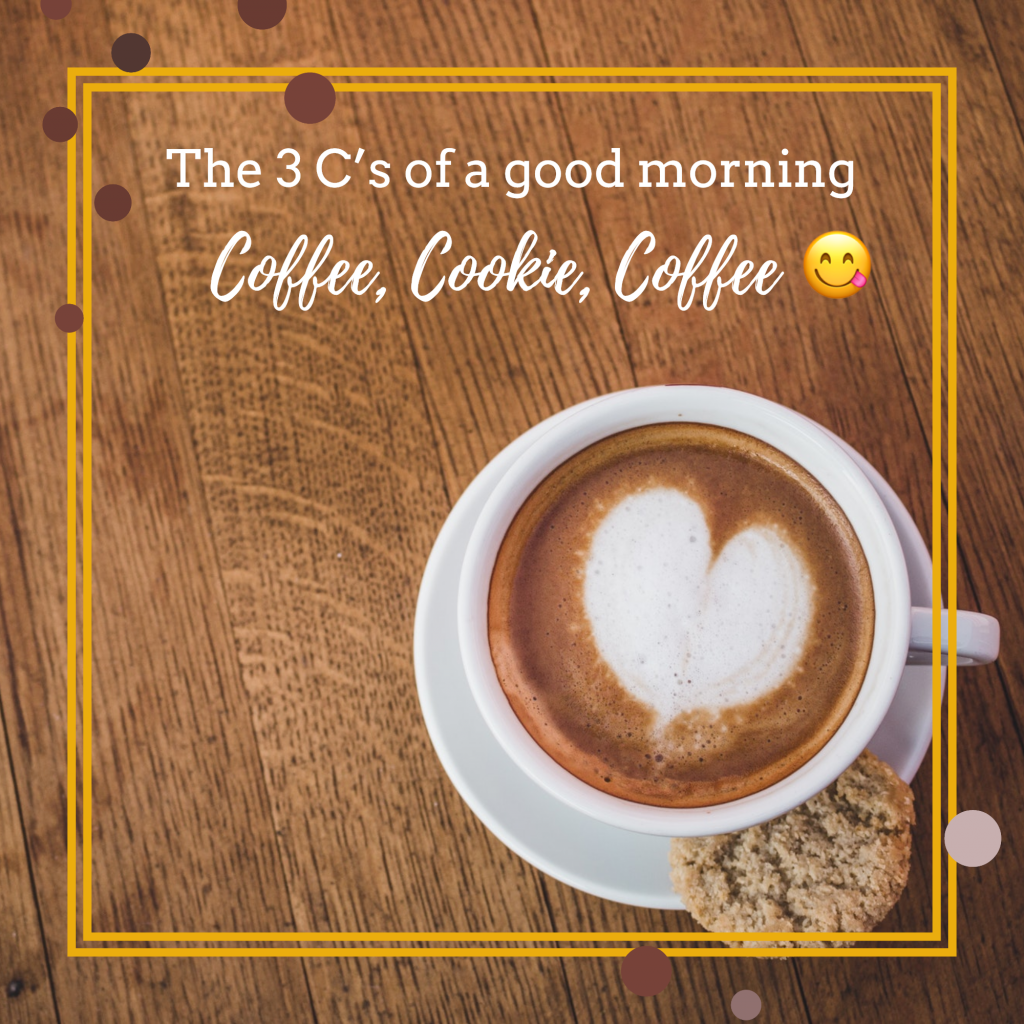 The 3 C’s of a good morning
Coffee, Cookie, Coffee 😋